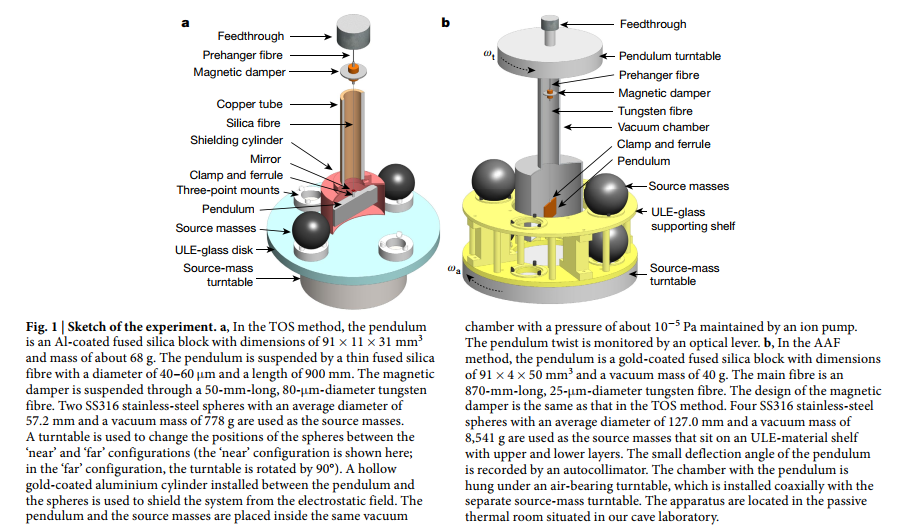 a
Feedthrough
Prehanger fibre
Magnetic damper
Copper tube
Silica fibre
Shielding cylinder
Mirror
Clamp and ferrule
Three-point mounts
Pendulum
Source masses
ULE-glass disk
Source-mass
turntable
b
Feedthrough
ωt
Pendulum turntable
Prehanger fibre
Magnetic damper
Tungsten fibre
Vacuum chamber
Clamp and ferrule
Pendulum
Source masses
ULE-glass
supporting shelf
ωa
Source-mass
turntable
Fig. 1 | Sketch of the experiment. a, In the TOS method, the pendulum
is an Al-coated fused silica block with dimensions of 91 × 11 × 31 mm³
and mass of about 68 g. The pendulum is suspended by a thin fused silica
fibre with a diameter of 40–60 μm and a length of 900 mm. The magnetic
damper is suspended through a 50-mm-long, 80-μm-diameter tungsten
fibre. Two SS316 stainless-steel spheres with an average diameter of
57.2 mm and a vacuum mass of 778 g are used as the source masses.
A turntable is used to change the positions of the spheres between the
‘near’ and ‘far’ configurations (the ‘near’ configuration is shown here;
in the ‘far’ configuration, the turntable is rotated by 90°). A hollow
gold-coated aluminium cylinder installed between the pendulum and
the spheres is used to shield the system from the electrostatic field. The
pendulum and the source masses are placed inside the same vacuum
chamber with a pressure of about 10⁻⁵ Pa maintained by an ion pump.
The pendulum twist is monitored by an optical lever. b, In the AAF
method, the pendulum is a gold-coated fused silica block with dimensions
of 91 × 4 × 50 mm³ and a vacuum mass of 40 g. The main fibre is an
870-mm-long, 25-μm-diameter tungsten fibre. The design of the magnetic
damper is the same as that in the TOS method. Four SS316 stainless-steel
spheres with an average diameter of 127.0 mm and a vacuum mass of
8,541 g are used as the source masses that sit on an ULE-material shelf
with upper and lower layers. The small deflection angle of the pendulum
is recorded by an autocollimator. The chamber with the pendulum is
hung under an air-bearing turntable, which is installed coaxially with the
separate source-mass turntable. The apparatus are located in the passive
thermal room situated in our cave laboratory.